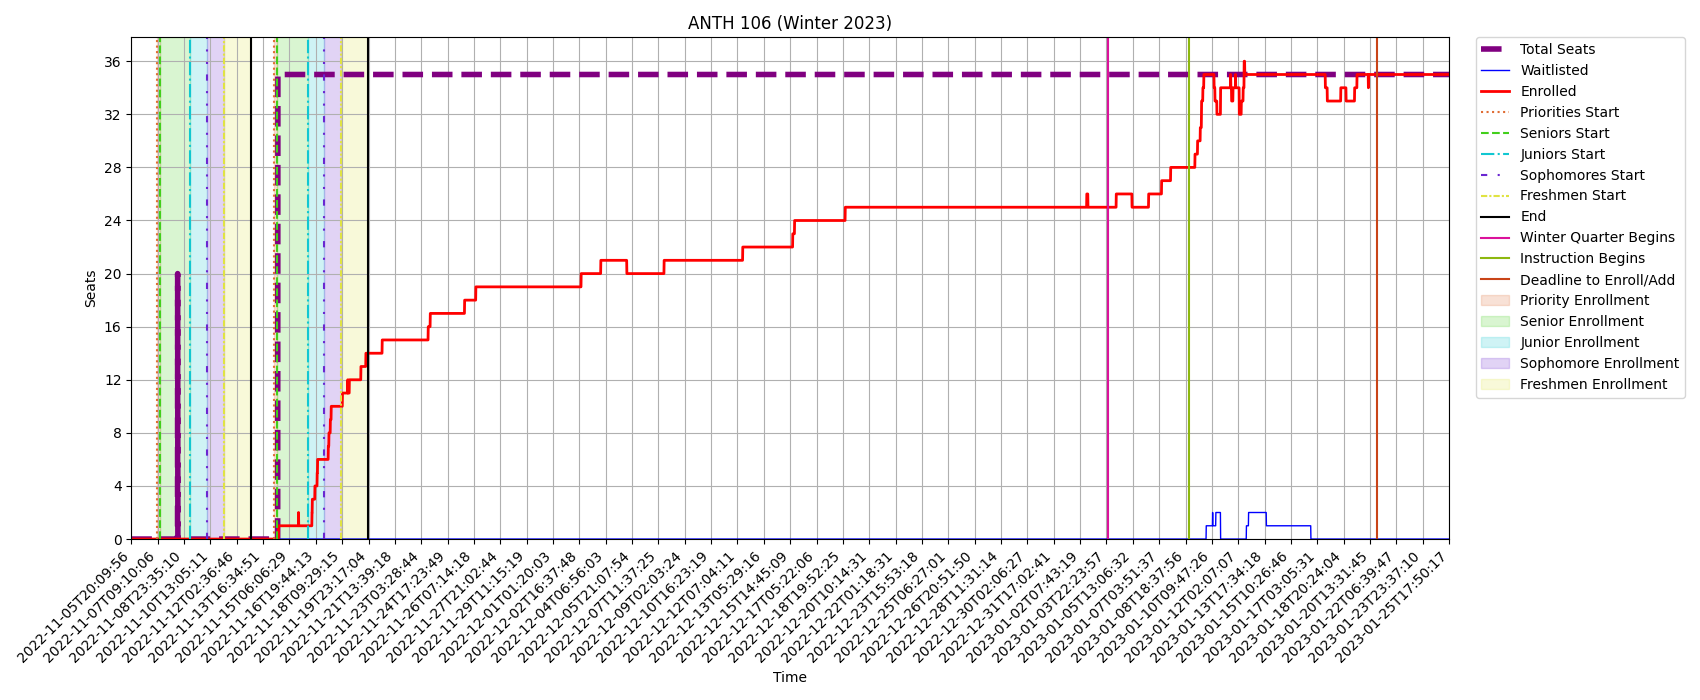 ANTH 106 (Winter 2023)
Seats
36
32
28
24
20
16
12
8
4
0
2022-11-05T20:09:56
2022-11-07T09:10:06
2022-11-08T23:35:10
2022-11-10T13:05:11
2022-11-12T02:36:46
2022-11-13T16:34:51
2022-11-15T06:06:29
2022-11-16T19:44:13
2022-11-18T09:29:15
2022-11-19T23:17:04
2022-11-21T13:39:18
2022-11-23T03:28:44
2022-11-24T17:23:49
2022-11-26T07:14:18
2022-11-27T21:02:44
2022-11-29T11:15:19
2022-12-01T01:20:03
2022-12-02T16:37:48
2022-12-04T06:56:03
2022-12-05T21:07:54
2022-12-07T11:37:25
2022-12-09T02:03:24
2022-12-10T16:23:19
2022-12-12T07:04:11
2022-12-13T05:29:16
2022-12-15T14:45:09
2022-12-17T05:22:06
2022-12-18T19:52:25
2022-12-20T10:14:31
2022-12-22T01:18:31
2022-12-23T15:53:18
2022-12-25T06:27:01
2022-12-26T20:51:50
2022-12-28T11:31:14
2022-12-30T02:06:27
2022-12-31T17:02:41
2023-01-02T07:43:19
2023-01-03T22:23:57
2023-01-05T13:06:32
2023-01-07T03:51:37
2023-01-08T18:37:56
2023-01-10T09:47:26
2023-01-12T02:07:07
2023-01-13T17:34:18
2023-01-15T10:26:46
2023-01-17T03:05:31
2023-01-18T20:24:04
2023-01-20T13:31:45
2023-01-22T06:39:47
2023-01-23T23:37:10
2023-01-25T17:50:17
Time
Total Seats
Waitlisted
Enrolled
Priorities Start
Seniors Start
Juniors Start
Sophomores Start
Freshmen Start
End
Winter Quarter Begins
Instruction Begins
Deadline to Enroll/Add
Priority Enrollment
Senior Enrollment
Junior Enrollment
Sophomore Enrollment
Freshmen Enrollment